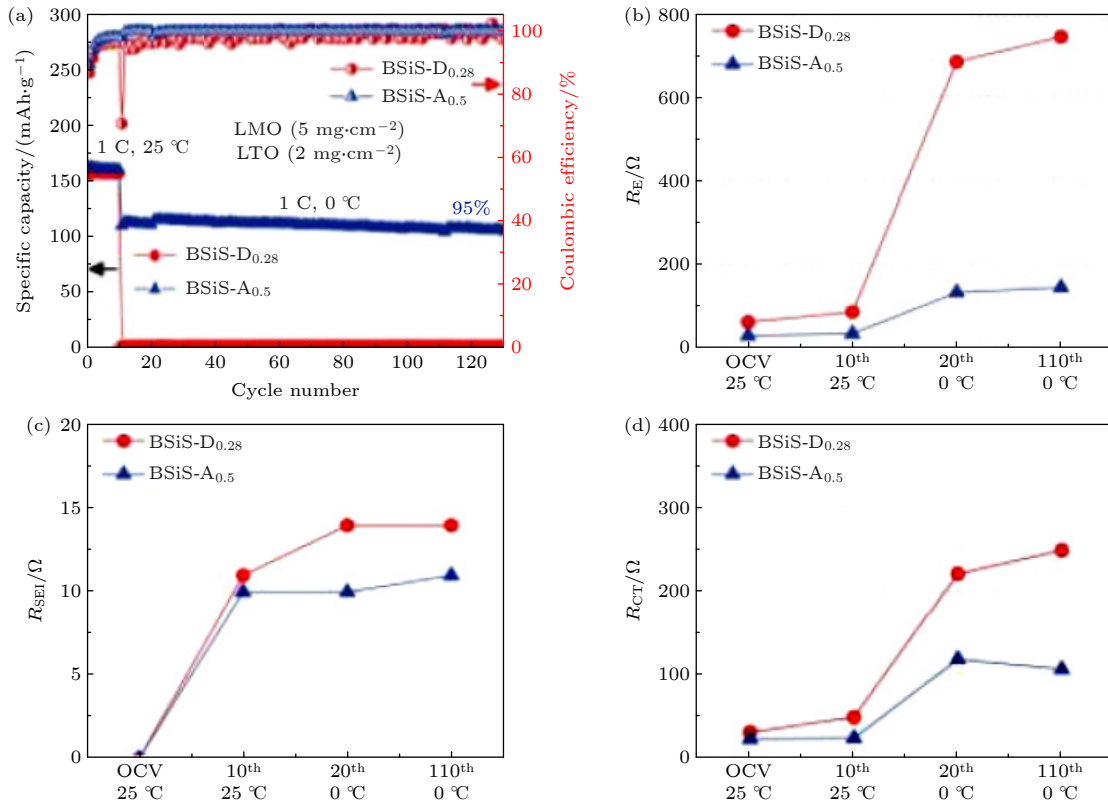 (a)
300
250
200
150
100
50
0
Specific capacity/(mAh·g⁻¹)
0 20 40 60 80 100 120
Cycle number
100
80
60
40
20
0
Coulombic efficiency/%
BSiS-D₀.₂₈
BSiS-A₀.₅
LMO (5 mg·cm⁻²)
LTO (2 mg·cm⁻²)
1 C, 25 ℃
1 C, 0 ℃
95%
BSiS-D₀.₂₈
BSiS-A₀.₅
(b)
800
600
400
200
0
R_E/Ω
BSiS-D₀.₂₈
BSiS-A₀.₅
OCV 10ᵗʰ 20ᵗʰ 110ᵗʰ
25 ℃ 25 ℃ 0 ℃ 0 ℃
(c)
20
15
10
5
0
R_SEI/Ω
BSiS-D₀.₂₈
BSiS-A₀.₅
OCV 10ᵗʰ 20ᵗʰ 110ᵗʰ
25 ℃ 25 ℃ 0 ℃ 0 ℃
(d)
400
300
200
100
0
R_CT/Ω
BSiS-D₀.₂₈
BSiS-A₀.₅
OCV 10ᵗʰ 20ᵗʰ 110ᵗʰ
25 ℃ 25 ℃ 0 ℃ 0 ℃